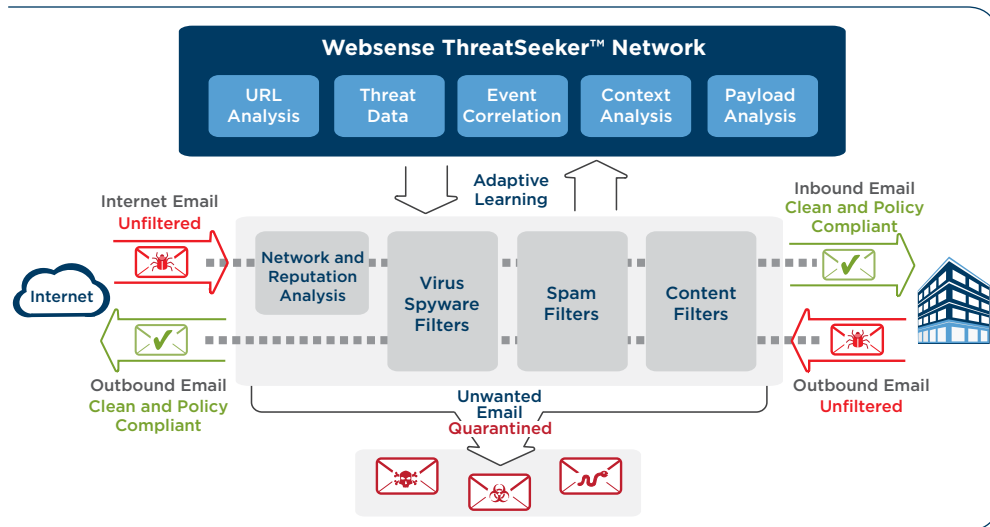 Websense ThreatSeeker™ Network
URL
Analysis
Threat
Data
Event
Correlation
Context
Analysis
Payload
Analysis
Adaptive
Learning
Internet Email
Unfiltered
Inbound Email
Clean and Policy
Compliant
Internet
Network and
Reputation
Analysis
Virus
Spyware
Filters
Spam
Filters
Content
Filters
Outbound Email
Clean and Policy
Compliant
Outbound Email
Unfiltered
Unwanted
Email
Quarantined